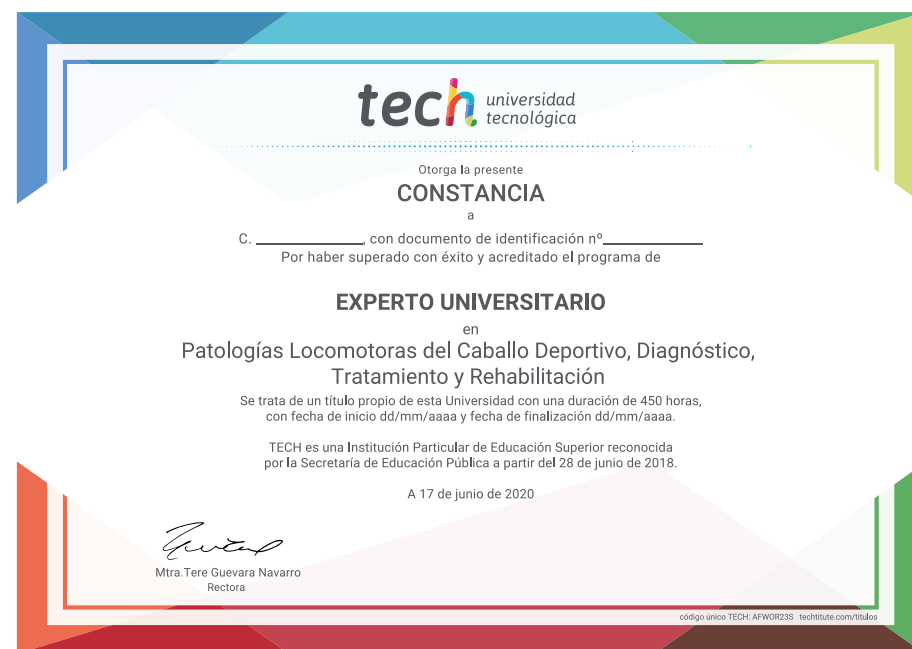 tech universidad
tecnológica
Otorga la presente
CONSTANCIA
a
C. ____________, con documento de identificación nº____________
Por haber superado con éxito y acreditado el programa de
EXPERTO UNIVERSITARIO
en
Patologías Locomotoras del Caballo Deportivo, Diagnóstico,
Tratamiento y Rehabilitación
Se trata de un título propio de esta Universidad con una duración de 450 horas,
con fecha de inicio dd/mm/aaaa y fecha de finalización dd/mm/aaaa.
TECH es una Institución Particular de Educación Superior reconocida
por la Secretaría de Educación Pública a partir del 28 de junio de 2018.
A 17 de junio de 2020
Mtra.Tere Guevara Navarro
Rectora
código único TECH: AFWOR23S techtitute.com/titulos